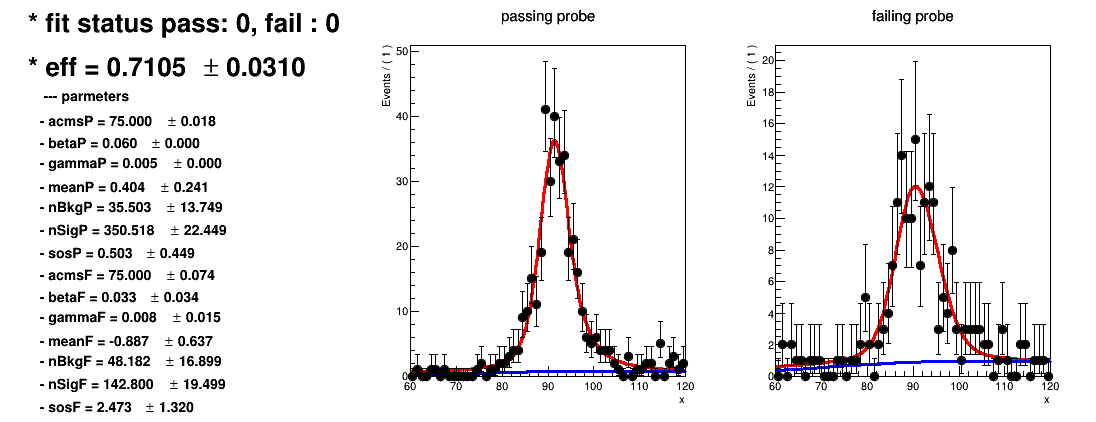 * fit status pass: 0, fail : 0
* eff = 0.7105 ± 0.0310
--- parmeters
- acmsP = 75.000 ± 0.018
- betaP = 0.060 ± 0.000
- gammaP = 0.005 ± 0.000
- meanP = 0.404 ± 0.241
- nBkgP = 35.503 ± 13.749
- nSigP = 350.518 ± 22.449
- sosP = 0.503 ± 0.449
- acmsF = 75.000 ± 0.074
- betaF = 0.033 ± 0.034
- gammaF = 0.008 ± 0.015
- meanF = -0.887 ± 0.637
- nBkgF = 48.182 ± 16.899
- nSigF = 142.800 ± 19.499
- sosF = 2.473 ± 1.320
passing probe
Events / ( 1 )
50
40
30
20
10
0
60 70 80 90 100 110 120
x
failing probe
Events / ( 1 )
20
18
16
14
12
10
8
6
4
2
0
60 70 80 90 100 110 120
x